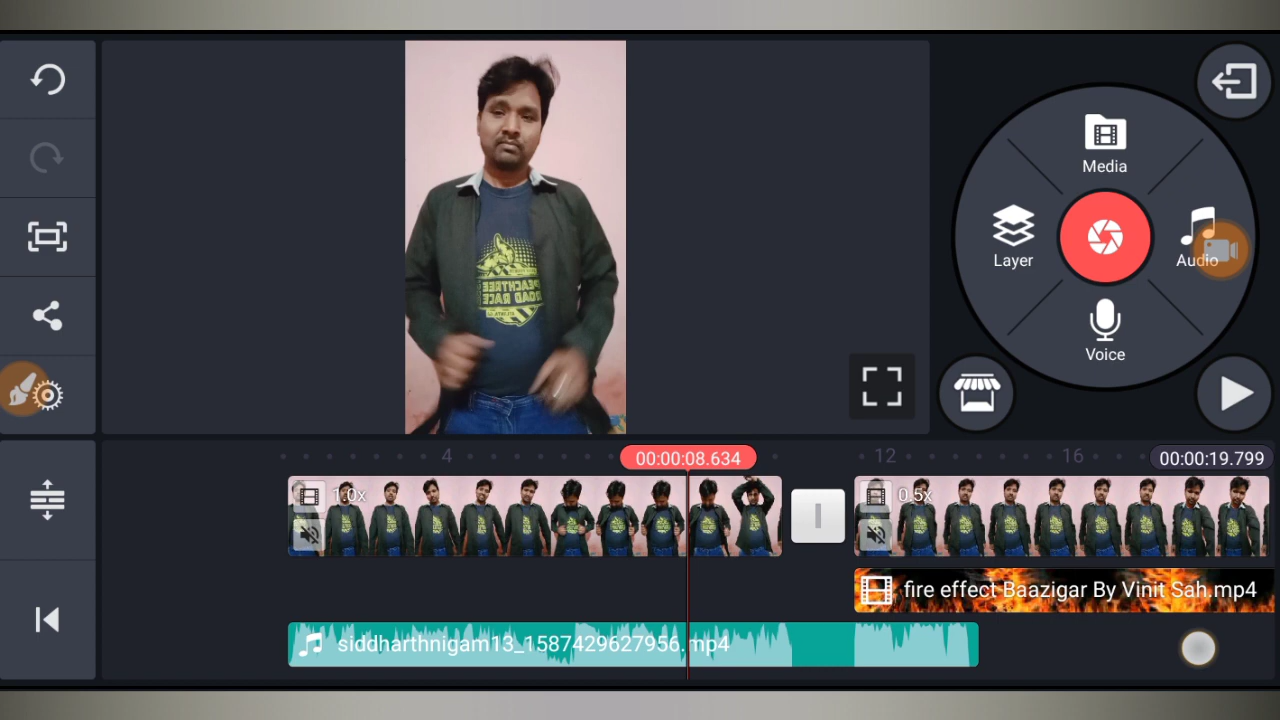 Media
Layer
Audio
Voice
PEACHTREE
ROAD RACE
4
00:00:08.634
12
16
00:00:19.799
1.0x
0.5x
fire effect Baazigar By Vinit Sah.mp4
siddharthnigam13_1587429627956.mp4